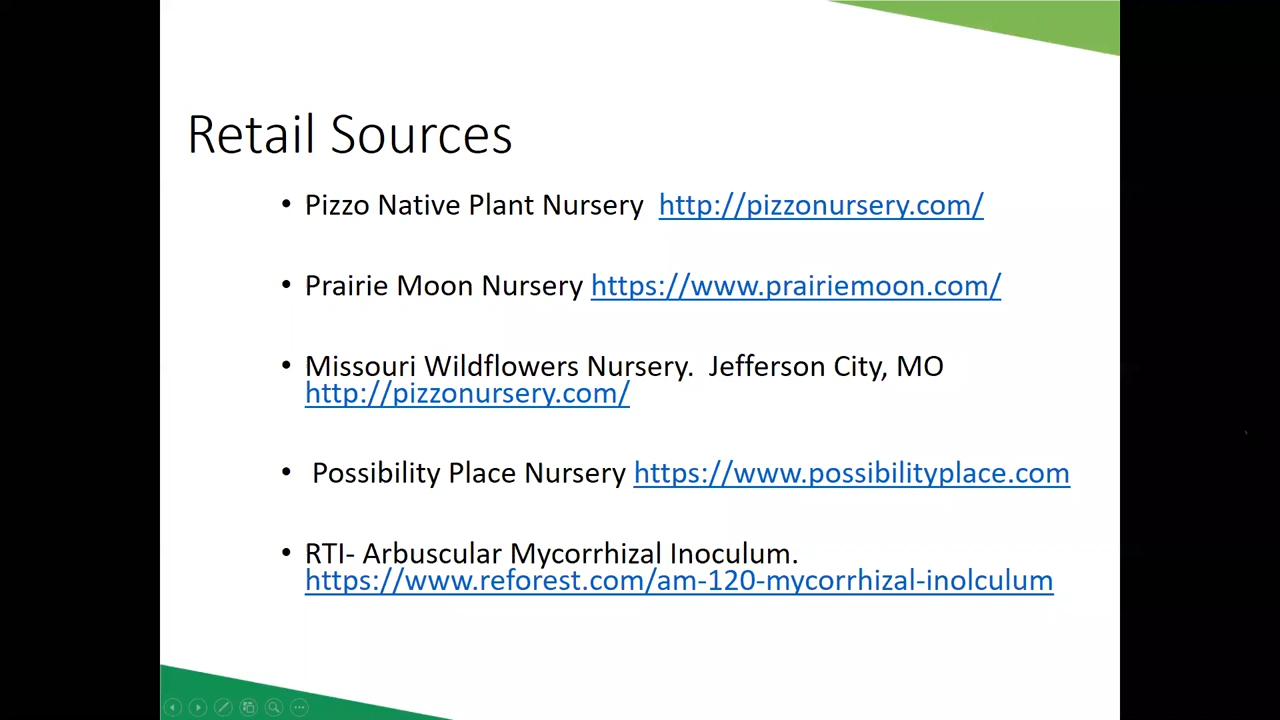 Retail Sources
• Pizzo Native Plant Nursery http://pizzonursery.com/
• Prairie Moon Nursery https://www.prairiemoon.com/
• Missouri Wildflowers Nursery. Jefferson City, MO
http://pizzonursery.com/
• Possibility Place Nursery https://www.possibilityplace.com
• RTI- Arbuscular Mycorrhizal Inoculum.
https://www.reforest.com/am-120-mycorrhizal-inolculum